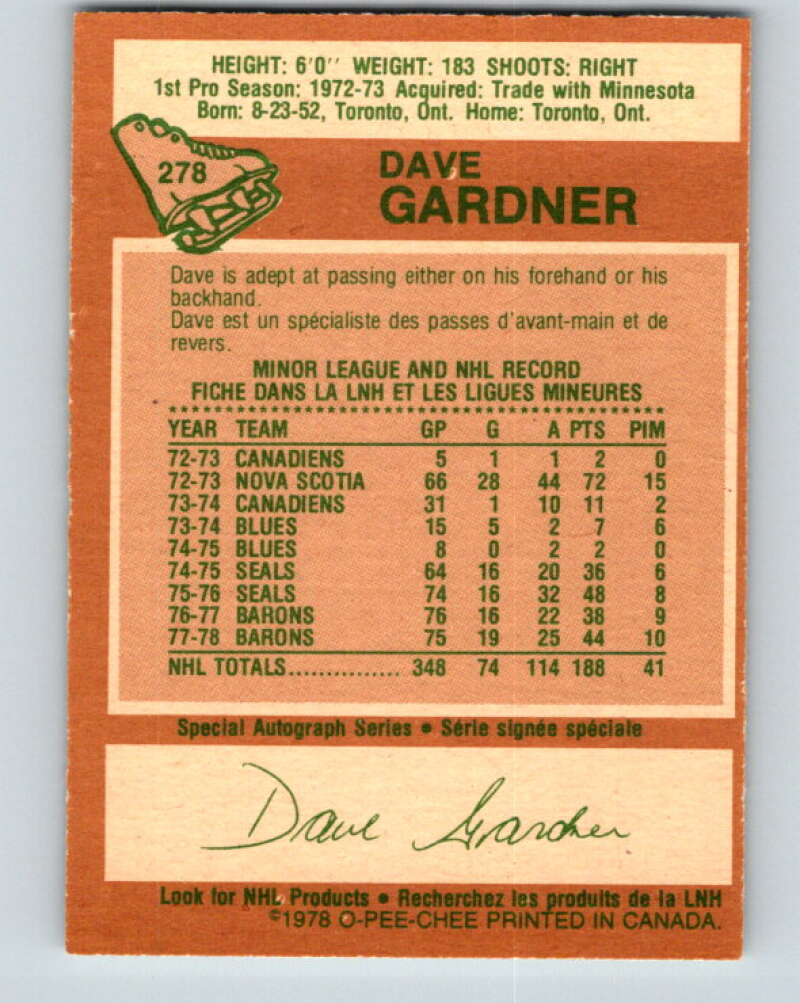 HEIGHT: 6'0'' WEIGHT: 183 SHOOTS: RIGHT
1st Pro Season: 1972-73 Acquired: Trade with Minnesota
Born: 8-23-52, Toronto, Ont. Home: Toronto, Ont.
278
DAVE
GARDNER
Dave is adept at passing either on his forehand or his
backhand.
Dave est un spécialiste des passes d'avant-main et de
revers.
MINOR LEAGUE AND NHL RECORD
FICHE DANS LA LNH ET LES LIGUES MINEURES
YEAR TEAM GP G A PTS PIM
72-73 CANADIENS 5 1 1 2 0
72-73 NOVA SCOTIA 66 28 44 72 15
73-74 CANADIENS 31 1 10 11 2
73-74 BLUES 15 5 2 7 6
74-75 BLUES 8 0 2 2 0
74-75 SEALS 64 16 20 36 6
75-76 SEALS 74 16 32 48 8
76-77 BARONS 76 16 22 38 9
77-78 BARONS 75 19 25 44 10
NHL TOTALS................ 348 74 114 188 41
Special Autograph Series • Série signée spéciale
Dave Gardner
Look for NHL Products • Recherchez les produits de la LNH
©1978 O-PEE-CHEE PRINTED IN CANADA.